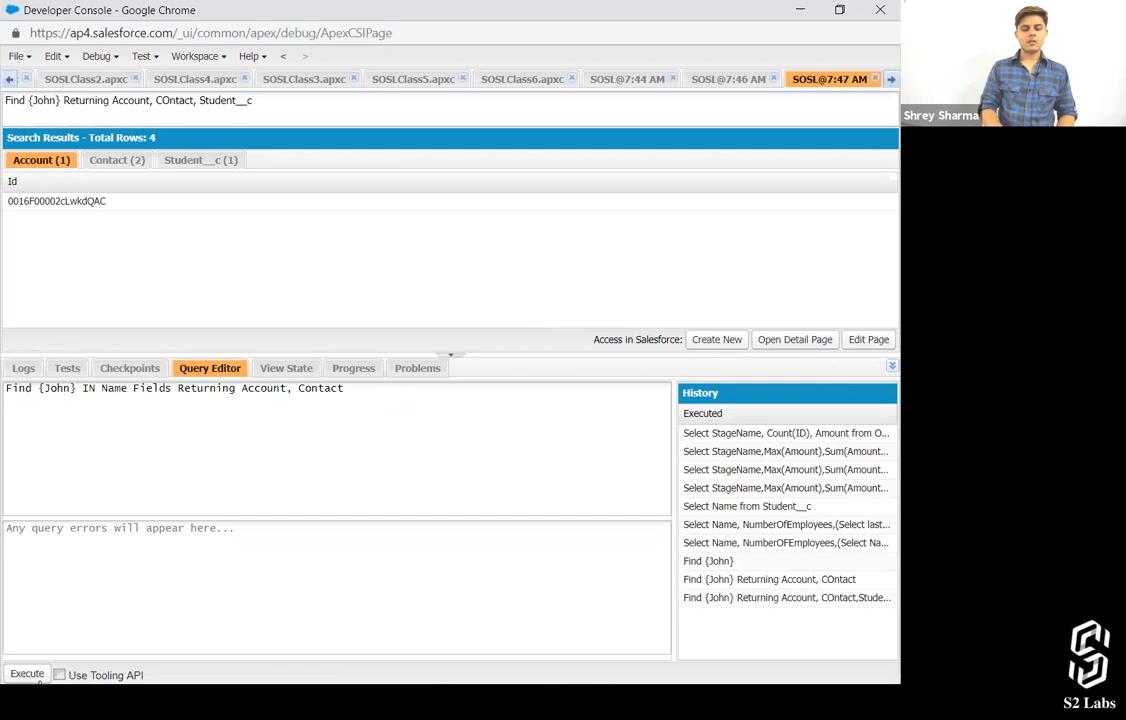 Developer Console - Google Chrome
https://ap4.salesforce.com/_ui/common/apex/debug/ApexCSIPage
File Edit Debug Test Workspace Help < >
SOSLClass2.apxc SOSLClass4.apxc SOSLClass3.apxc SOSLClass5.apxc SOSLClass6.apxc SOSL@7:44 AM SOSL@7:46 AM SOSL@7:47 AM
Find {John} Returning Account, COntact, Student__c
Shrey Sharma
Search Results - Total Rows: 4
Account (1) Contact (2) Student__c (1)
Id
0016F00002cLwkdQAC
Access in Salesforce: Create New Open Detail Page Edit Page
Logs Tests Checkpoints Query Editor View State Progress Problems
Find {John} IN Name Fields Returning Account, Contact
Any query errors will appear here...
History
Executed
Select StageName, Count(ID), Amount from O...
Select StageName,Max(Amount),Sum(Amount...
Select StageName,Max(Amount),Sum(Amount...
Select StageName,Max(Amount),Sum(Amount...
Select Name from Student__c
Select Name, NumberOfEmployees,(Select last...
Select Name, NumberOFEmployees,(Select Na...
Find {John}
Find {John} Returning Account, COntact
Find {John} Returning Account, COntact,Stude...
Execute Use Tooling API
S2 Labs